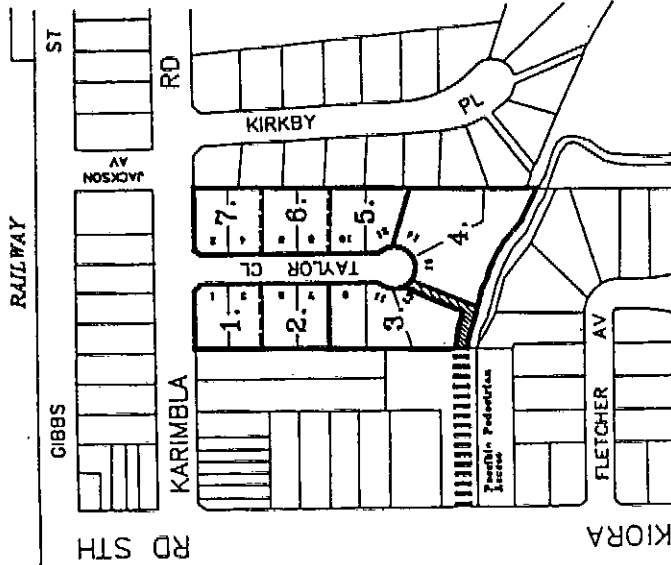 RAILWAY
GIBBS
ST
JACKSON
AV
KARIMBLA
RD
KIRKBY
PL
TAYLOR CL
1.
2.
3.
4.
5.
6.
7.
Possible Pedestrian
Access
FLETCHER
AV
RD STH
KIORA